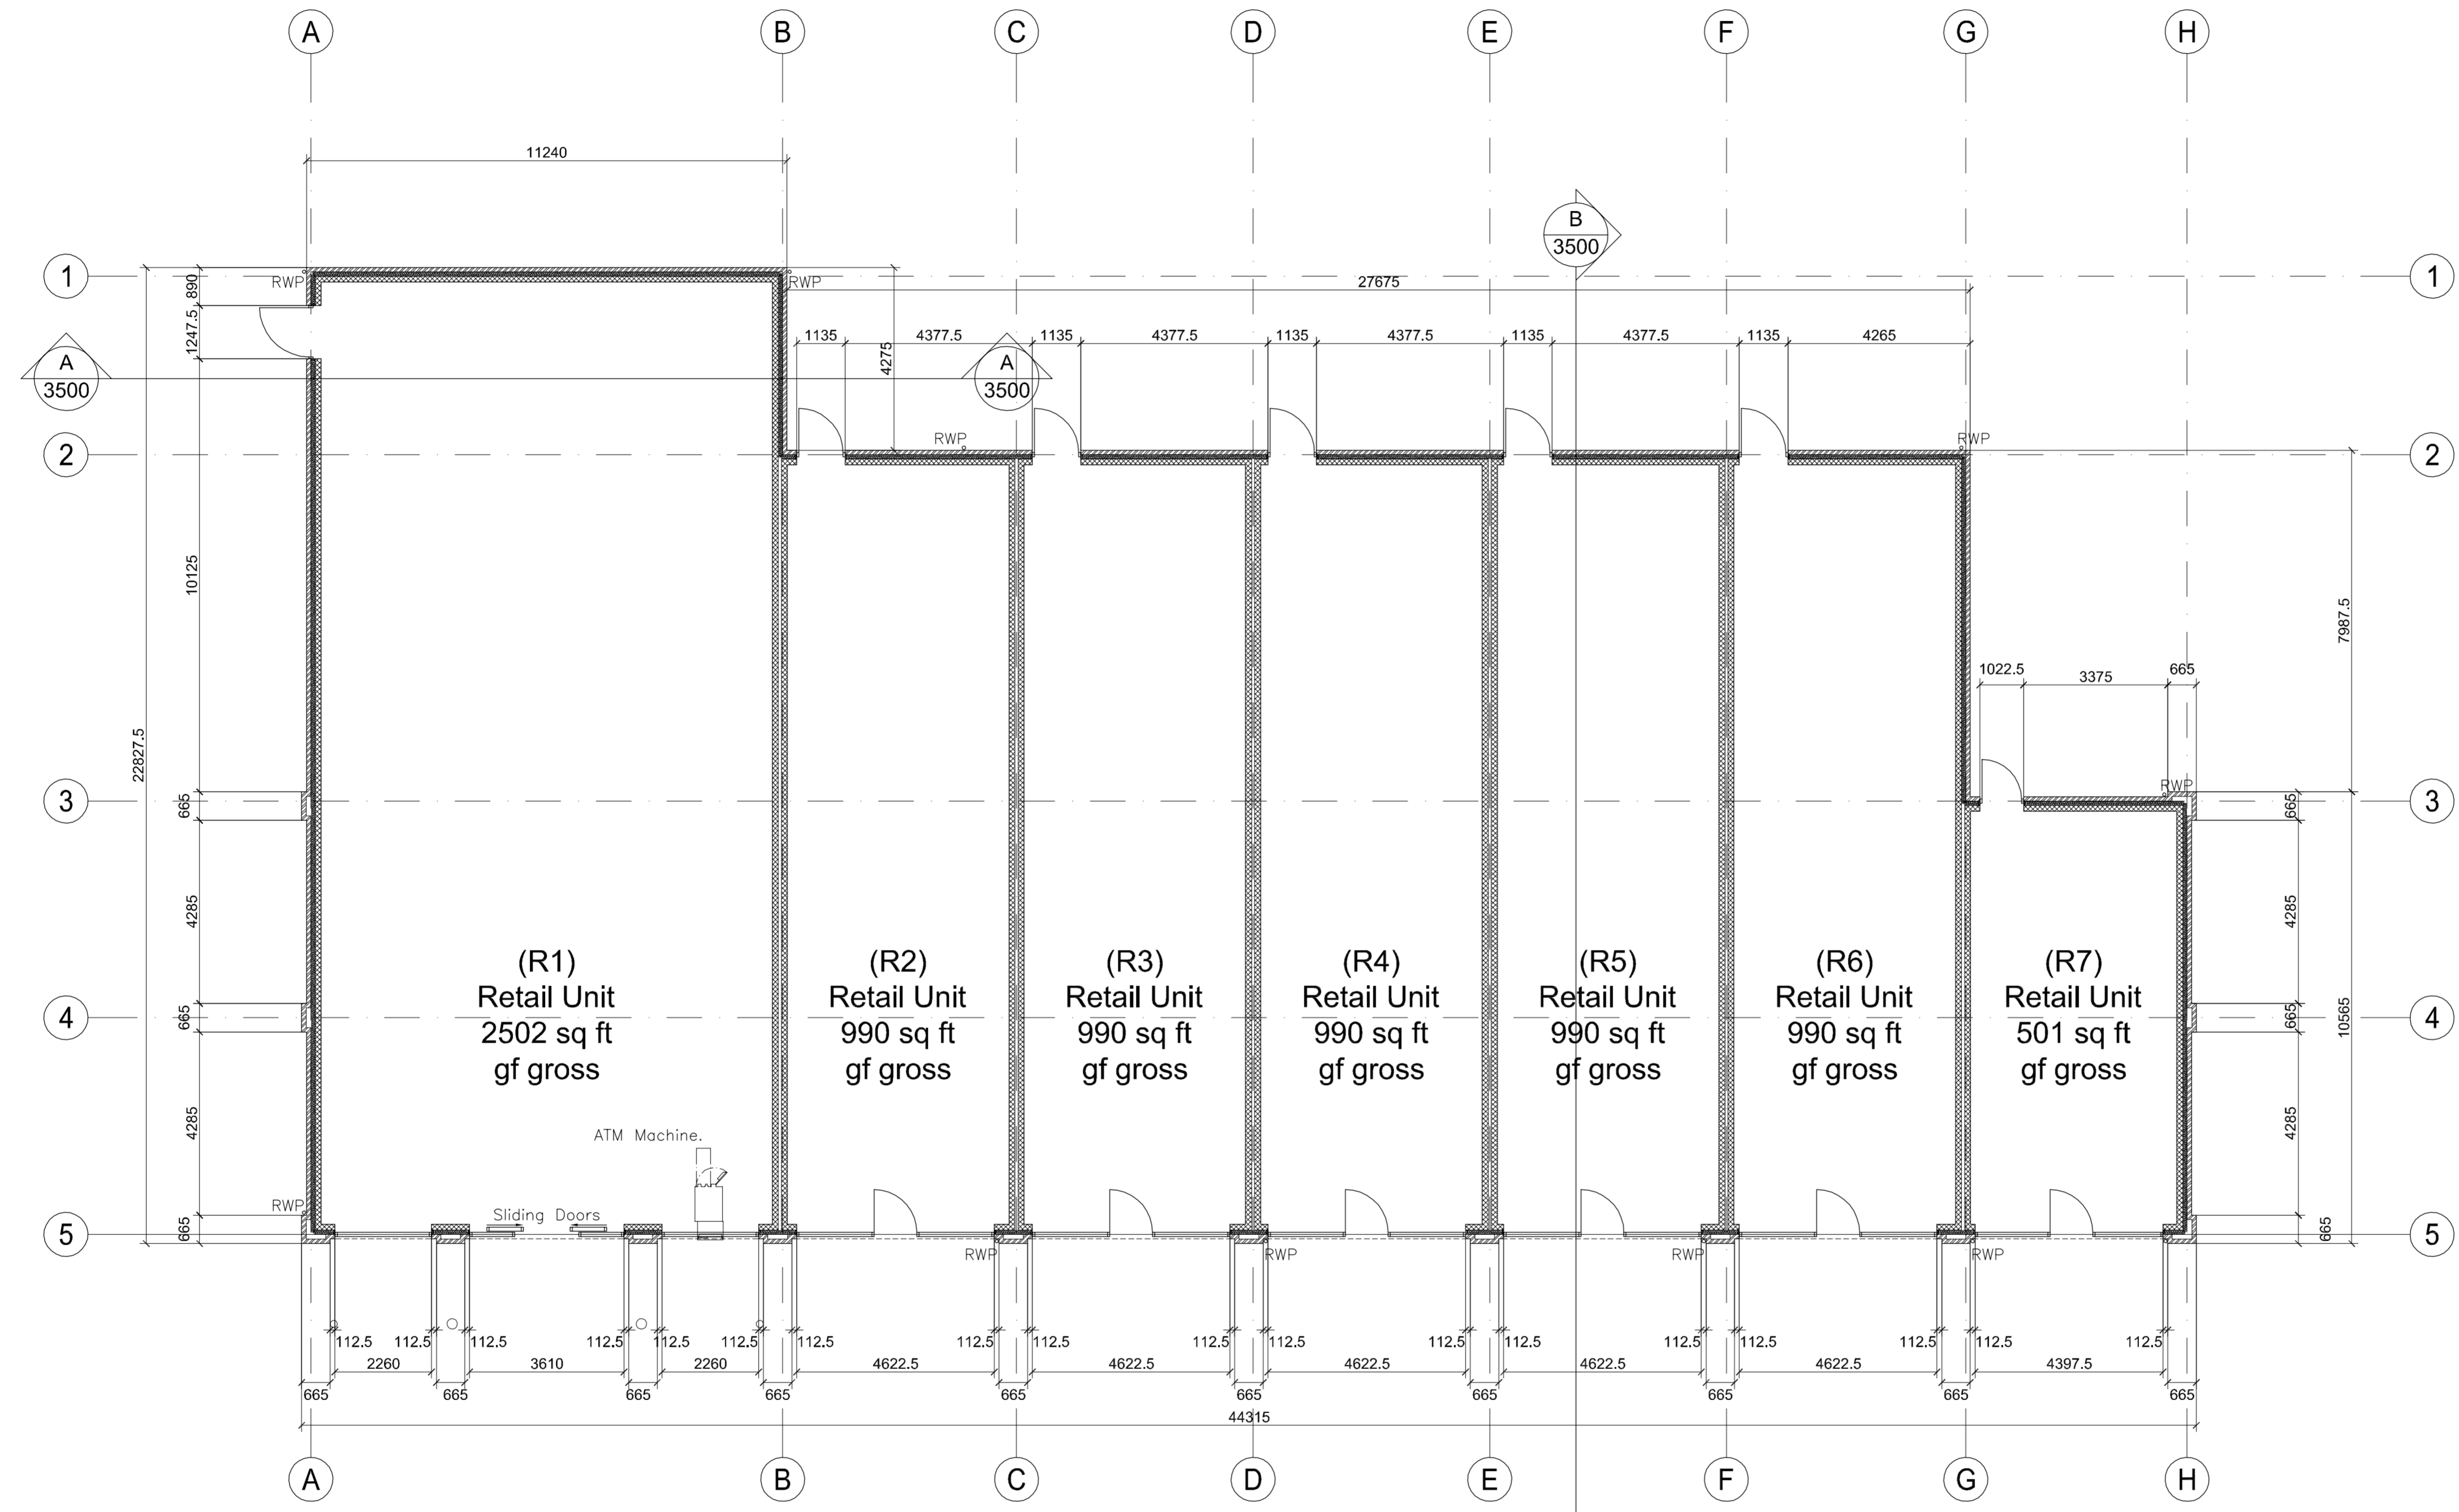 A B C D E F G H
11240
B
3500
1 1
RWP RWP
890
27675
1247.5
1135 4377.5 1135 4377.5 1135 4377.5 1135 4377.5 1135 4265
4275
A
3500
A
3500
RWP RWP
2 2
10125
7987.5
1022.5 3375 665
22827.5
RWP
3 3
665 665
4285 4285
(R1)
Retail Unit
2502 sq ft
gf gross
(R2)
Retail Unit
990 sq ft
gf gross
(R3)
Retail Unit
990 sq ft
gf gross
(R4)
Retail Unit
990 sq ft
gf gross
(R5)
Retail Unit
990 sq ft
gf gross
(R6)
Retail Unit
990 sq ft
gf gross
(R7)
Retail Unit
501 sq ft
gf gross
4 4
665 665
10565
4285 4285
ATM Machine.
RWP
Sliding Doors
5 5
665 665
RWP RWP RWP RWP
112.5 112.5 112.5 112.5 112.5 112.5 112.5 112.5 112.5 112.5 112.5 112.5 112.5 112.5 112.5 112.5 112.5 112.5
2260 3610 2260 4622.5 4622.5 4622.5 4622.5 4622.5 4397.5
665 665 665 665 665 665 665 665 665 665
44315
A B C D E F G H